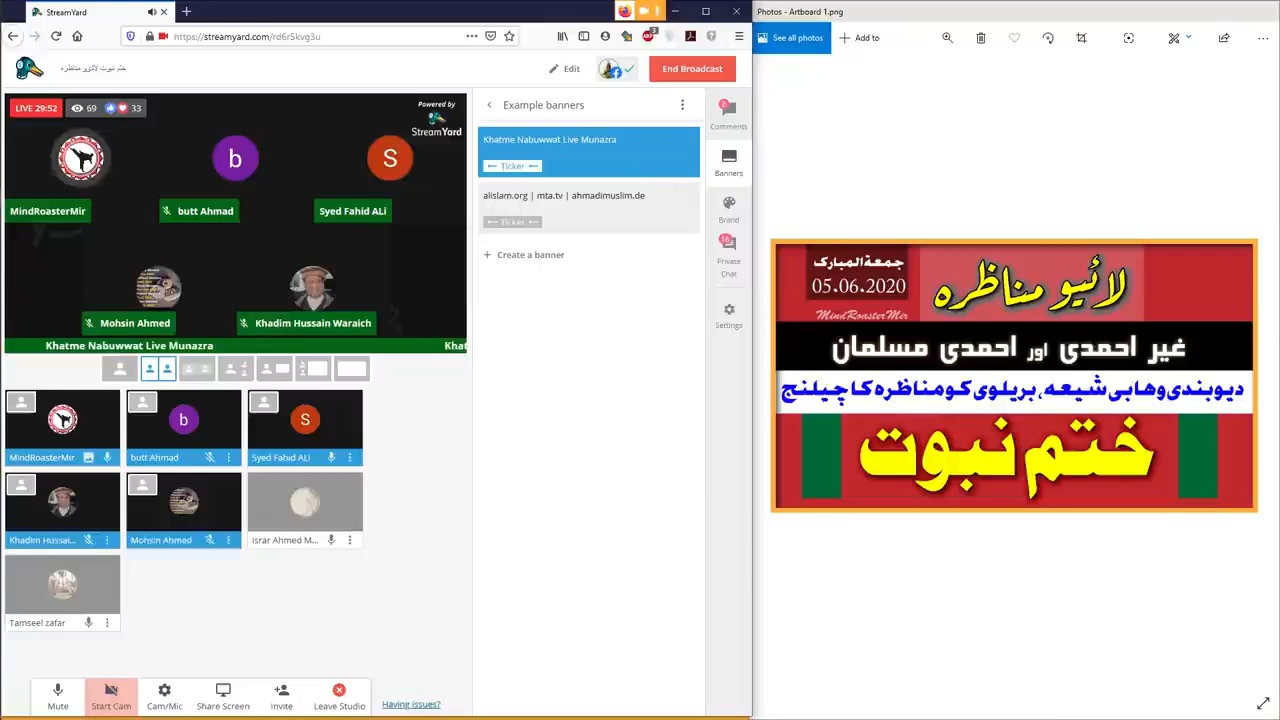 StreamYard
Photos - Artboard 1.png
https://streamyard.com/rd6r5kvg3u
See all photos
Add to
ختم نبوت لائیو مناظرہ
Edit
End Broadcast
LIVE 29:52
69
33
Powered by
StreamYard
b
S
MindRoasterMir
butt Ahmad
Syed Fahid ALi
Mohsin Ahmed
Khadim Hussain Waraich
Khatme Nabuwwat Live Munazra
Khat
Example banners
Khatme Nabuwwat Live Munazra
Ticker
alislam.org | mta.tv | ahmadimuslim.de
Ticker
+ Create a banner
2
Comments
Banners
Brand
16
Private
Chat
Settings
b
S
MindRoasterMir
butt Ahmad
Syed Fahid ALi
Khadim Hussai...
Mohsin Ahmed
Israr Ahmed M...
Tamseel zafar
Mute
Start Cam
Cam/Mic
Share Screen
Invite
Leave Studio
Having issues?
جمعة المبارک
05.06.2020
MindRoasterMir
لائیو مناظرہ
غیر احمدی اور احمدی مسلمان
دیوبندی وھابی شیعہ، بریلوی کو مناظرہ کا چیلنج
ختم نبوت